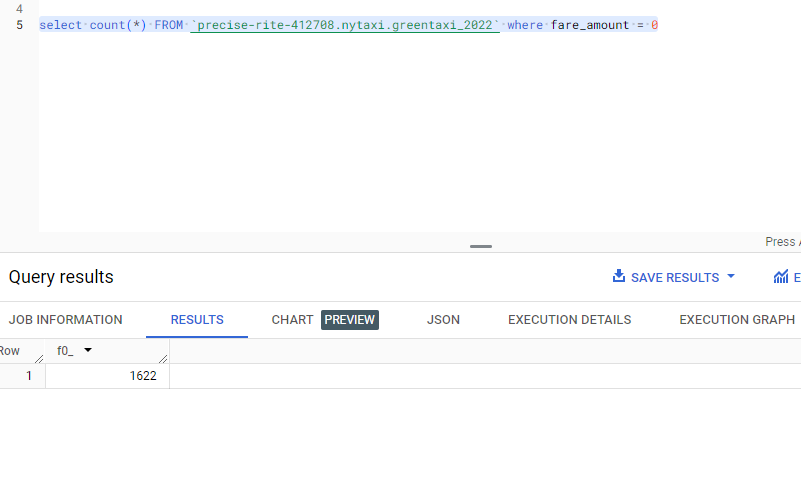 4
5 select count(*) FROM `precise-rite-412708.nytaxi.greentaxi_2022` where fare_amount = 0
Press
Query results
SAVE RESULTS
E
JOB INFORMATION RESULTS CHART PREVIEW JSON EXECUTION DETAILS EXECUTION GRAPH
Row f0_
1 1622